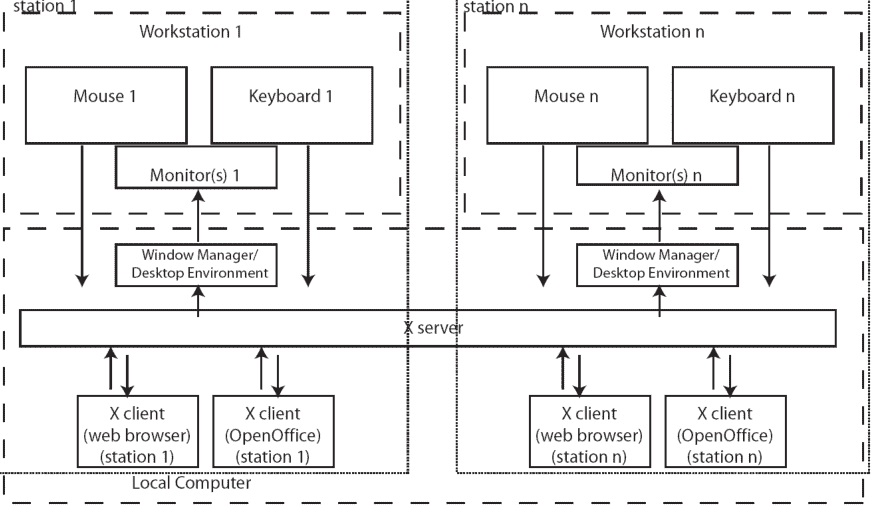 station 1
station n
Workstation 1
Workstation n
Mouse 1
Keyboard 1
Mouse n
Keyboard n
Monitor(s) 1
Monitor(s) n
Window Manager/
Desktop Environment
Window Manager/
Desktop Environment
X server
X client
(web browser)
(station 1)
X client
(OpenOffice)
(station 1)
X client
(web browser)
(station n)
X client
(OpenOffice)
(station n)
Local Computer